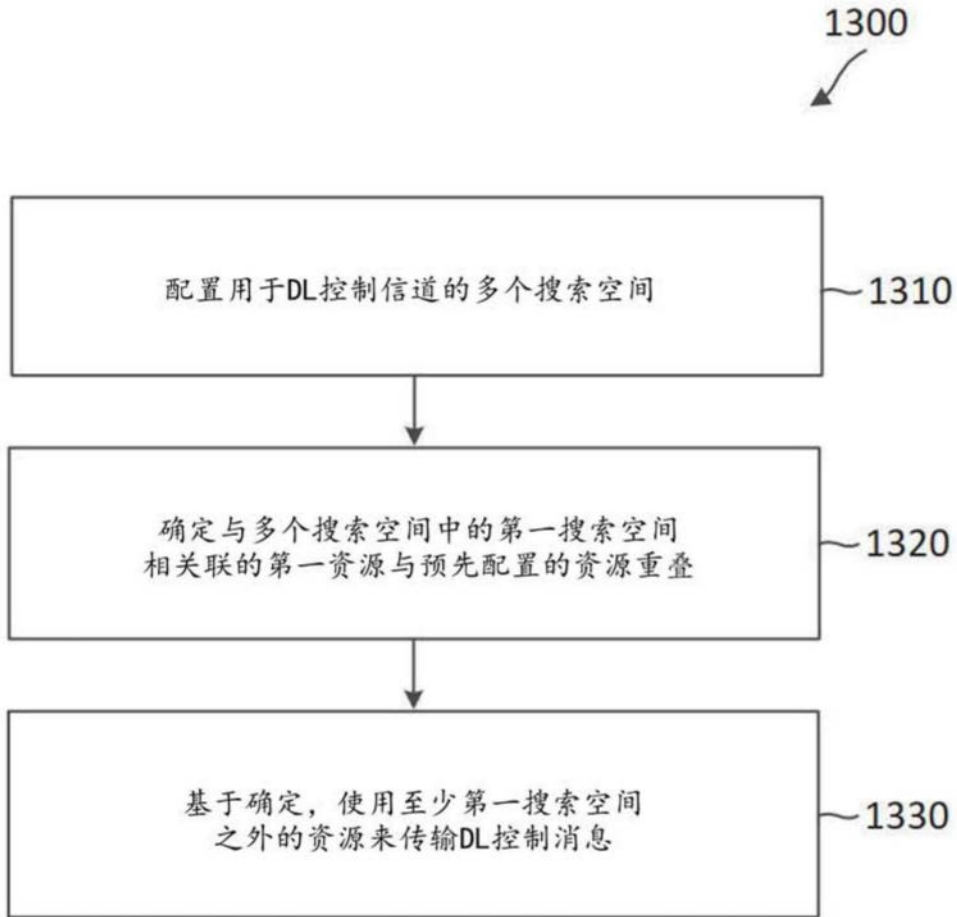 1300
配置用于DL控制信道的多个搜索空间
1310
确定与多个搜索空间中的第一搜索空间
相关联的第一资源与预先配置的资源重叠
1320
基于确定，使用至少第一搜索空间
之外的资源来传输DL控制消息
1330